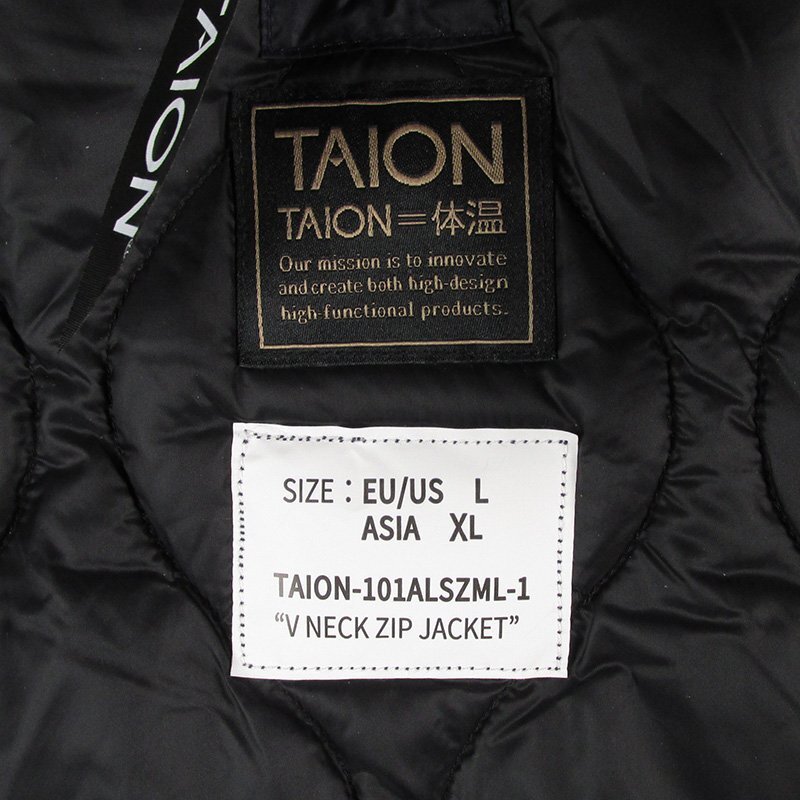 TAION
TAION
TAION=体温
Our mission is to innovate
and create both high-design
high-functional products.
SIZE : EU/US L
ASIA XL
TAION-101ALSZML-1
“V NECK ZIP JACKET”